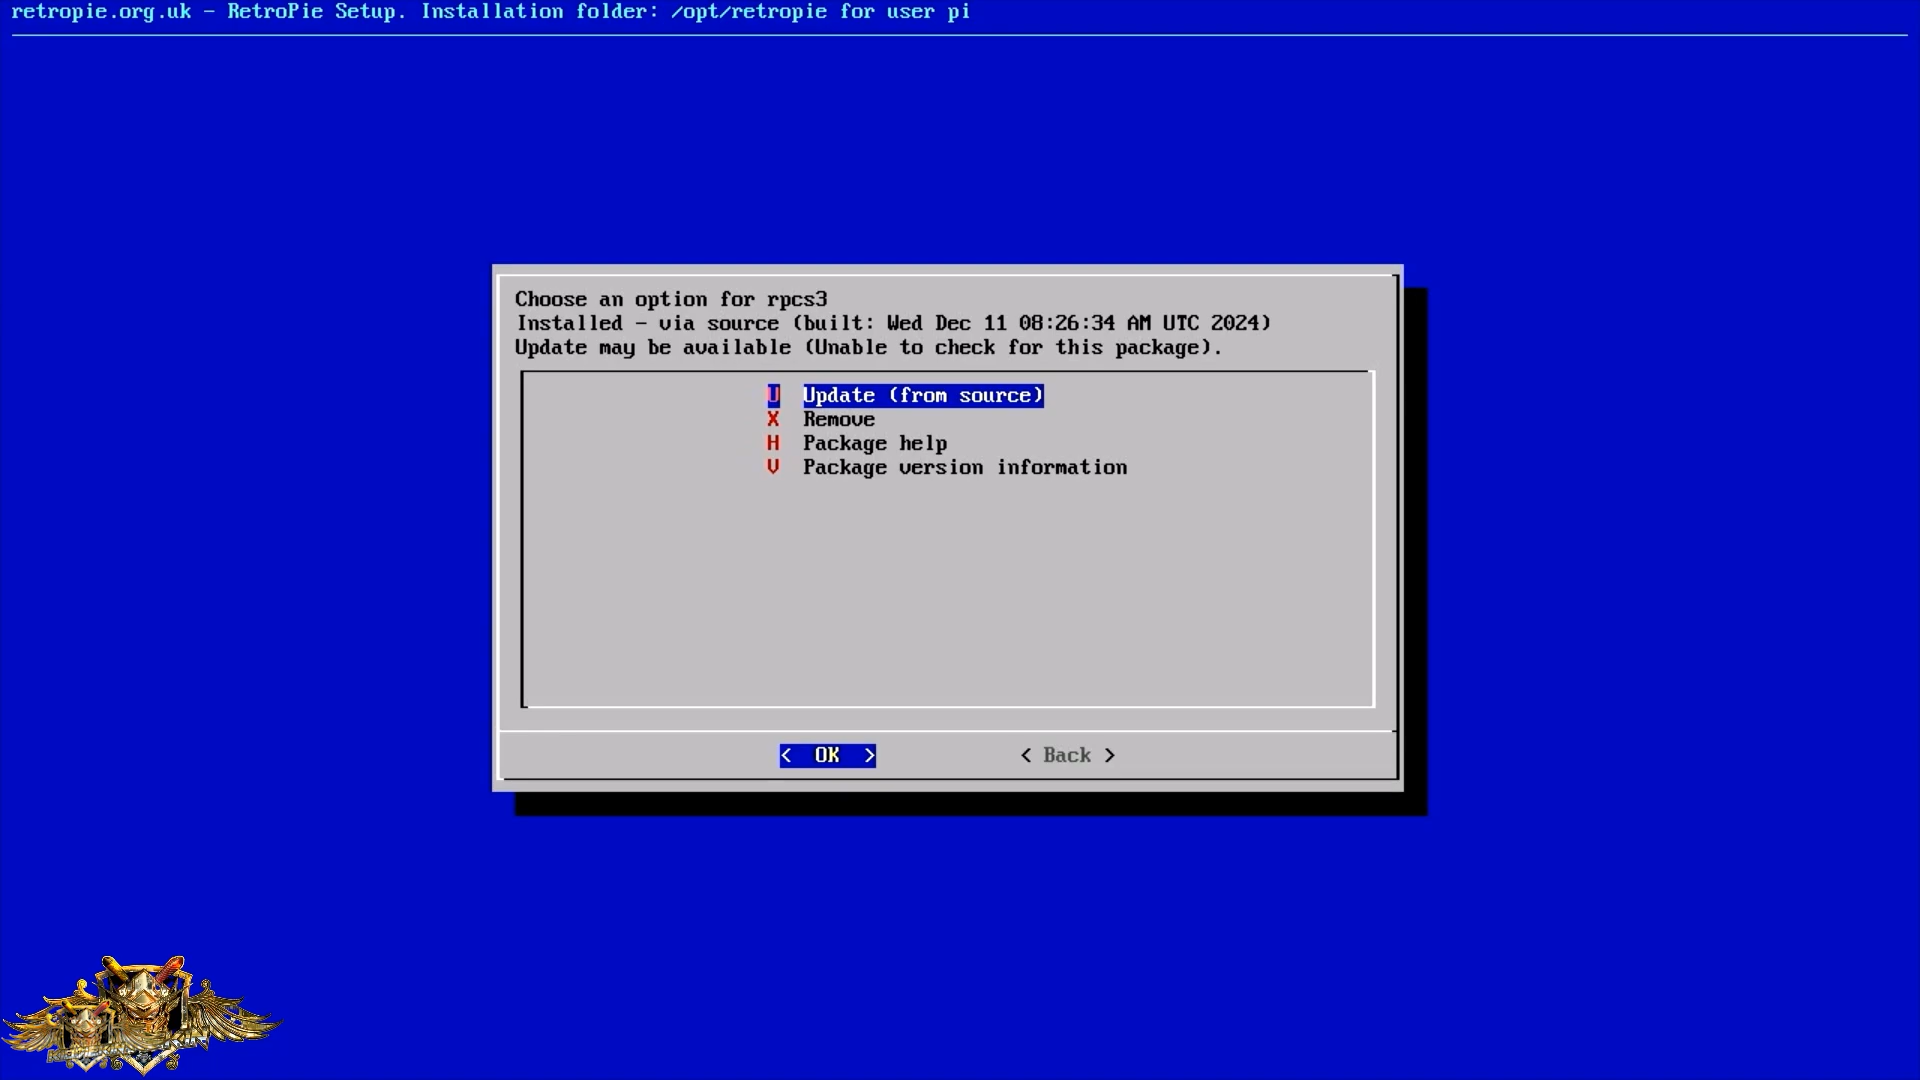 retropie.org.uk - RetroPie Setup. Installation folder: /opt/retropie for user pi
Choose an option for rpcs3
Installed - via source (built: Wed Dec 11 08:26:34 AM UTC 2024)
Update may be available (Unable to check for this package).
U Update (from source)
X Remove
H Package help
V Package version information
< OK > < Back >